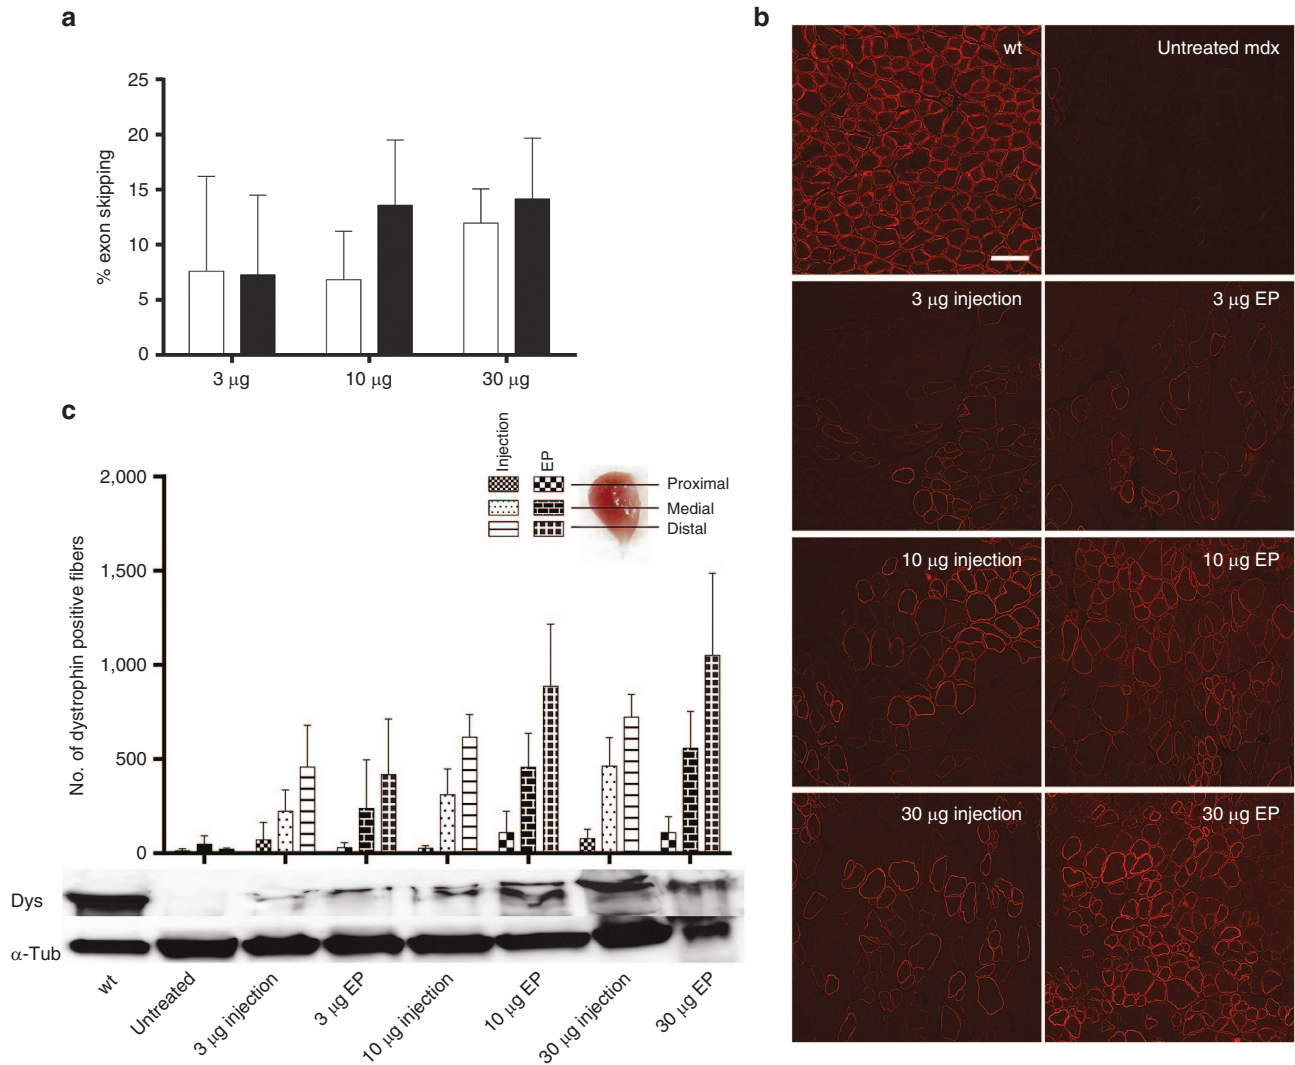 a
25
20
15
10
5
0
% exon skipping
3 μg
10 μg
30 μg
b
wt
Untreated mdx
3 μg injection
3 μg EP
10 μg injection
10 μg EP
30 μg injection
30 μg EP
c
Injection
EP
Proximal
Medial
Distal
2,000
1,500
1,000
500
0
No. of dystrophin positive fibers
Dys
α-Tub
wt
Untreated
3 μg injection
3 μg EP
10 μg injection
10 μg EP
30 μg injection
30 μg EP